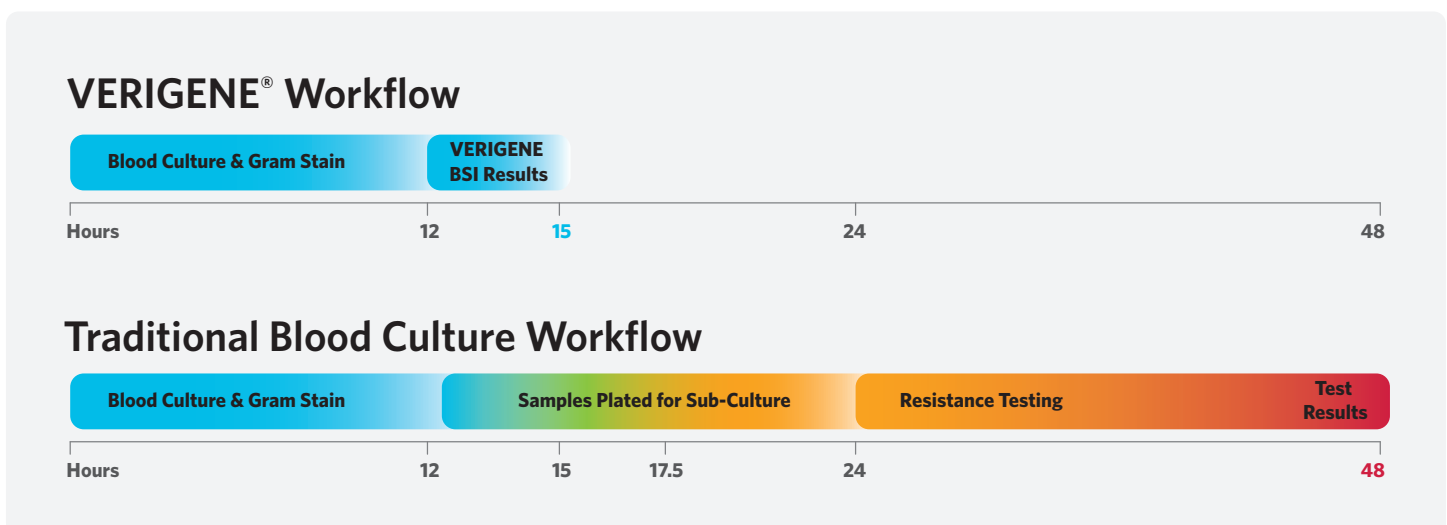 VERIGENE® Workflow
Blood Culture & Gram Stain
VERIGENE
BSI Results
Hours 12 15 24 48
Traditional Blood Culture Workflow
Blood Culture & Gram Stain
Samples Plated for Sub-Culture
Resistance Testing
Test
Results
Hours 12 15 17.5 24 48